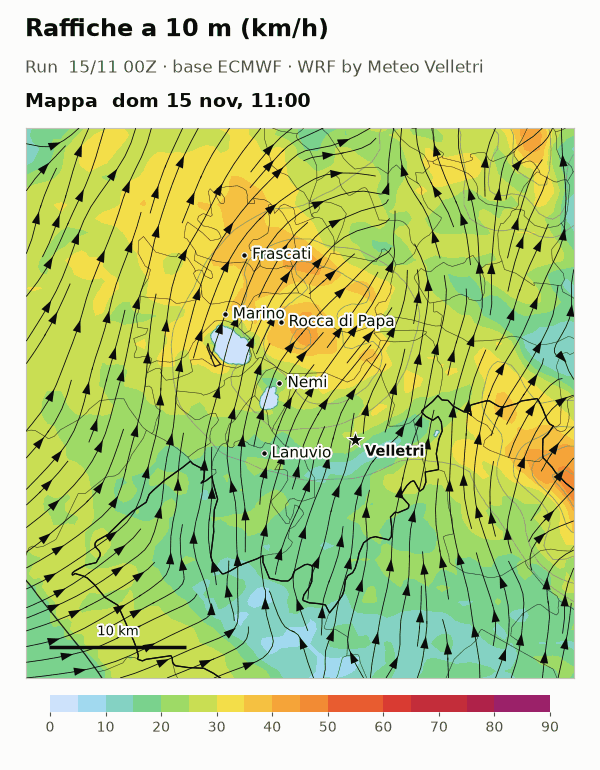 Raffiche a 10 m (km/h)
Run  15/11 00Z · base ECMWF · WRF by Meteo Velletri
Mappa  dom 15 nov, 11:00
Frascati
Marino
Rocca di Papa
Nemi
Velletri
Lanuvio
10 km
0 10 20 30 40 50 60 70 80 90